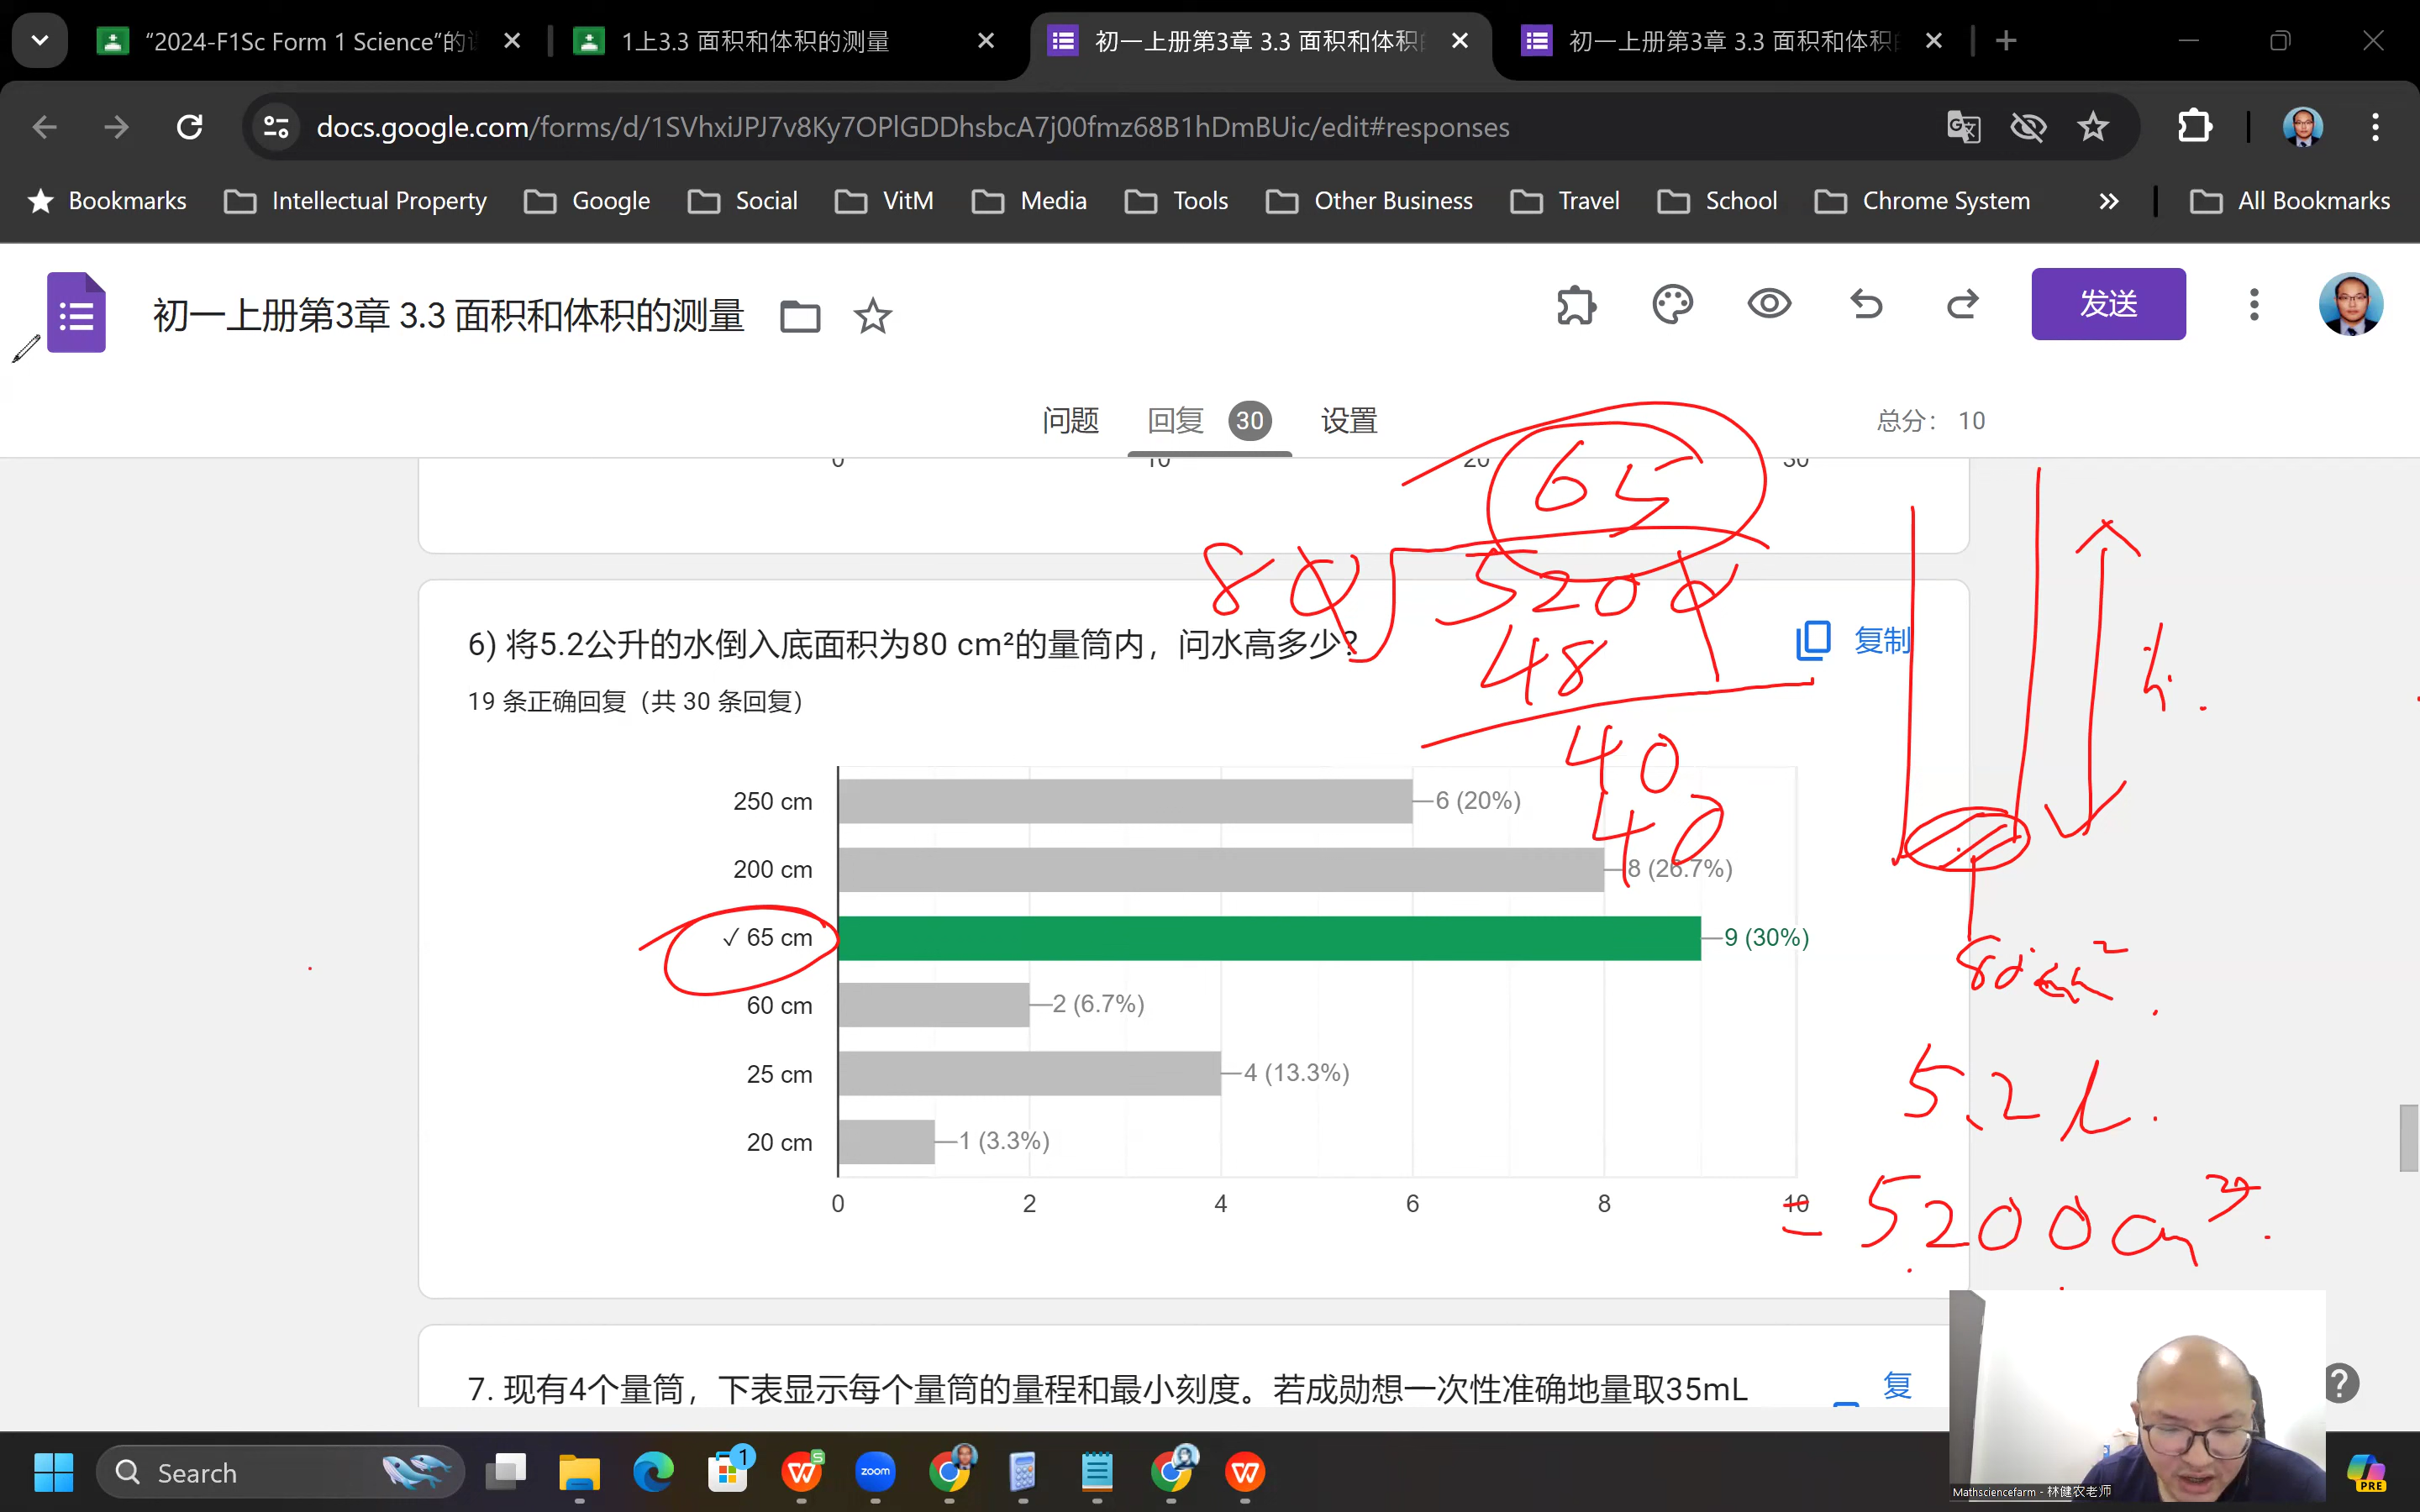 “2024-F1Sc Form 1 Science”的
1上3.3 面积和体积的测量
初一上册第3章 3.3 面积和体积
初一上册第3章 3.3 面积和体积
docs.google.com/forms/d/1SVhxiJPJ7v8Ky7OPlGDDhsbcA7j00fmz68B1hDmBUic/edit#responses
Bookmarks
Intellectual Property
Google
Social
VitM
Media
Tools
Other Business
Travel
School
Chrome System
All Bookmarks
初一上册第3章 3.3 面积和体积的测量
发送
问题
回复 30
设置
总分： 10
0 10 20 30
65
80 5200
48
40
40
6) 将5.2公升的水倒入底面积为80 cm²的量筒内，问水高多少?
复制
19 条正确回复（共 30 条回复）
250 cm 6 (20%)
200 cm 8 (26.7%)
✓ 65 cm 9 (30%)
60 cm 2 (6.7%)
25 cm 4 (13.3%)
20 cm 1 (3.3%)
0 2 4 6 8 10
h
80cm²
5.2 l
= 5200cm³
7. 现有4个量筒，下表显示每个量筒的量程和最小刻度。若成勋想一次性准确地量取35mL
复
Mathsciencefarm - 林健农老师
Search
1
zoom
PRE